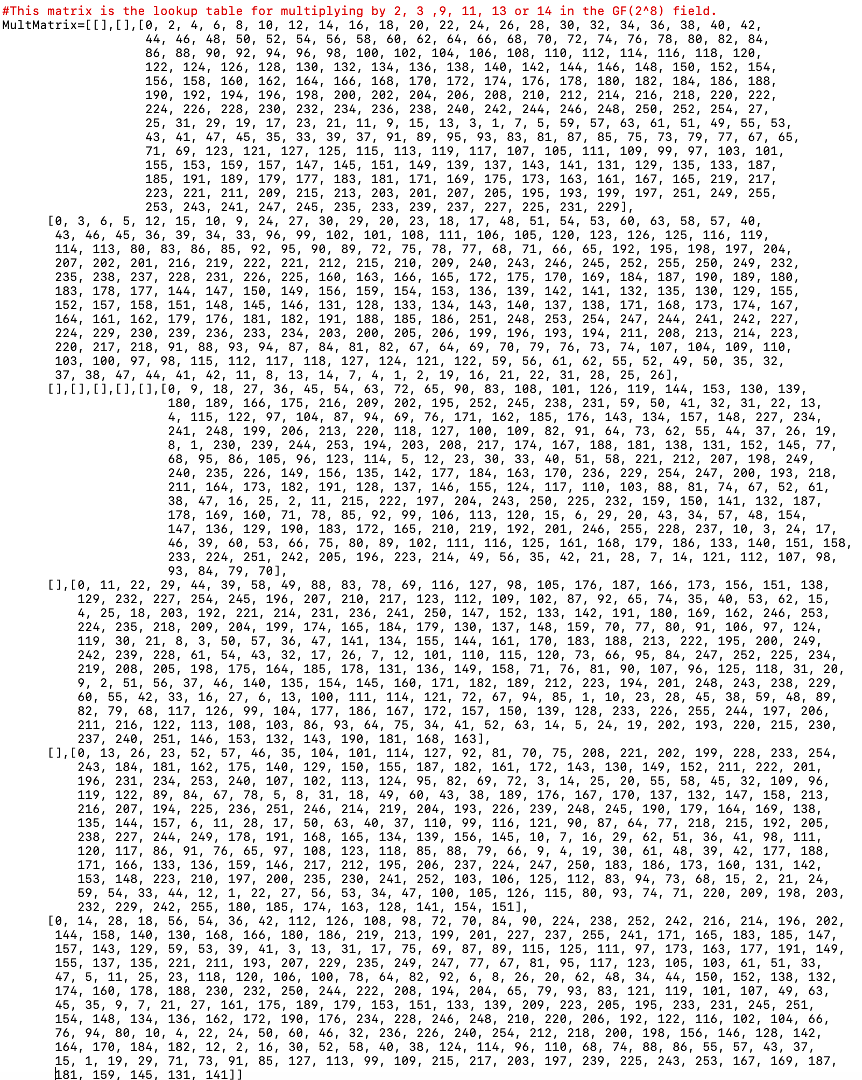 #This matrix is the lookup table for multiplying by 2, 3 ,9, 11, 13 or 14 in the GF(2^8) field.
MultMatrix=[[],[],[0, 2, 4, 6, 8, 10, 12, 14, 16, 18, 20, 22, 24, 26, 28, 30, 32, 34, 36, 38, 40, 42,
44, 46, 48, 50, 52, 54, 56, 58, 60, 62, 64, 66, 68, 70, 72, 74, 76, 78, 80, 82, 84,
86, 88, 90, 92, 94, 96, 98, 100, 102, 104, 106, 108, 110, 112, 114, 116, 118, 120,
122, 124, 126, 128, 130, 132, 134, 136, 138, 140, 142, 144, 146, 148, 150, 152, 154,
156, 158, 160, 162, 164, 166, 168, 170, 172, 174, 176, 178, 180, 182, 184, 186, 188,
190, 192, 194, 196, 198, 200, 202, 204, 206, 208, 210, 212, 214, 216, 218, 220, 222,
224, 226, 228, 230, 232, 234, 236, 238, 240, 242, 244, 246, 248, 250, 252, 254, 27,
25, 31, 29, 19, 17, 23, 21, 11, 9, 15, 13, 3, 1, 7, 5, 59, 57, 63, 61, 51, 49, 55, 53,
43, 41, 47, 45, 35, 33, 39, 37, 91, 89, 95, 93, 83, 81, 87, 85, 75, 73, 79, 77, 67, 65,
71, 69, 123, 121, 127, 125, 115, 113, 119, 117, 107, 105, 111, 109, 99, 97, 103, 101,
155, 153, 159, 157, 147, 145, 151, 149, 139, 137, 143, 141, 131, 129, 135, 133, 187,
185, 191, 189, 179, 177, 183, 181, 171, 169, 175, 173, 163, 161, 167, 165, 219, 217,
223, 221, 211, 209, 215, 213, 203, 201, 207, 205, 195, 193, 199, 197, 251, 249, 255,
253, 243, 241, 247, 245, 235, 233, 239, 237, 227, 225, 231, 229],
[0, 3, 6, 5, 12, 15, 10, 9, 24, 27, 30, 29, 20, 23, 18, 17, 48, 51, 54, 53, 60, 63, 58, 57, 40,
43, 46, 45, 36, 39, 34, 33, 96, 99, 102, 101, 108, 111, 106, 105, 120, 123, 126, 125, 116, 119,
114, 113, 80, 83, 86, 85, 92, 95, 90, 89, 72, 75, 78, 77, 68, 71, 66, 65, 192, 195, 198, 197, 204,
207, 202, 201, 216, 219, 222, 221, 212, 215, 210, 209, 240, 243, 246, 245, 252, 255, 250, 249, 232,
235, 238, 237, 228, 231, 226, 225, 160, 163, 166, 165, 172, 175, 170, 169, 184, 187, 190, 189, 180,
183, 178, 177, 144, 147, 150, 149, 156, 159, 154, 153, 136, 139, 142, 141, 132, 135, 130, 129, 155,
152, 157, 158, 151, 148, 145, 146, 131, 128, 133, 134, 143, 140, 137, 138, 171, 168, 173, 174, 167,
164, 161, 162, 179, 176, 181, 182, 191, 188, 185, 186, 251, 248, 253, 254, 247, 244, 241, 242, 227,
224, 229, 230, 239, 236, 233, 234, 203, 200, 205, 206, 199, 196, 193, 194, 211, 208, 213, 214, 223,
220, 217, 218, 91, 88, 93, 94, 87, 84, 81, 82, 67, 64, 69, 70, 79, 76, 73, 74, 107, 104, 109, 110,
103, 100, 97, 98, 115, 112, 117, 118, 127, 124, 121, 122, 59, 56, 61, 62, 55, 52, 49, 50, 35, 32,
37, 38, 47, 44, 41, 42, 11, 8, 13, 14, 7, 4, 1, 2, 19, 16, 21, 22, 31, 28, 25, 26],
[],[],[],[],[],[0, 9, 18, 27, 36, 45, 54, 63, 72, 65, 90, 83, 108, 101, 126, 119, 144, 153, 130, 139,
180, 189, 166, 175, 216, 209, 202, 195, 252, 245, 238, 231, 59, 50, 41, 32, 31, 22, 13,
4, 115, 122, 97, 104, 87, 94, 69, 76, 171, 162, 185, 176, 143, 134, 157, 148, 227, 234,
241, 248, 199, 206, 213, 220, 118, 127, 100, 109, 82, 91, 64, 73, 62, 55, 44, 37, 26, 19,
8, 1, 230, 239, 244, 253, 194, 203, 208, 217, 174, 167, 188, 181, 138, 131, 152, 145, 77,
68, 95, 86, 105, 96, 123, 114, 5, 12, 23, 30, 33, 40, 51, 58, 221, 212, 207, 198, 249,
240, 235, 226, 149, 156, 135, 142, 177, 184, 163, 170, 236, 229, 254, 247, 200, 193, 218,
211, 164, 173, 182, 191, 128, 137, 146, 155, 124, 117, 110, 103, 88, 81, 74, 67, 52, 61,
38, 47, 16, 25, 2, 11, 215, 222, 197, 204, 243, 250, 225, 232, 159, 150, 141, 132, 187,
178, 169, 160, 71, 78, 85, 92, 99, 106, 113, 120, 15, 6, 29, 20, 43, 34, 57, 48, 154,
147, 136, 129, 190, 183, 172, 165, 210, 219, 192, 201, 246, 255, 228, 237, 10, 3, 24, 17,
46, 39, 60, 53, 66, 75, 80, 89, 102, 111, 116, 125, 161, 168, 179, 186, 133, 140, 151, 158,
233, 224, 251, 242, 205, 196, 223, 214, 49, 56, 35, 42, 21, 28, 7, 14, 121, 112, 107, 98,
93, 84, 79, 70],
[],[0, 11, 22, 29, 44, 39, 58, 49, 88, 83, 78, 69, 116, 127, 98, 105, 176, 187, 166, 173, 156, 151, 138,
129, 232, 227, 254, 245, 196, 207, 210, 217, 123, 112, 109, 102, 87, 92, 65, 74, 35, 40, 53, 62, 15,
4, 25, 18, 203, 192, 221, 214, 231, 236, 241, 250, 147, 152, 133, 142, 191, 180, 169, 162, 246, 253,
224, 235, 218, 209, 204, 199, 174, 165, 184, 179, 130, 137, 148, 159, 70, 77, 80, 91, 106, 97, 124,
119, 30, 21, 8, 3, 50, 57, 36, 47, 141, 134, 155, 144, 161, 170, 183, 188, 213, 222, 195, 200, 249,
242, 239, 228, 61, 54, 43, 32, 17, 26, 7, 12, 101, 110, 115, 120, 73, 66, 95, 84, 247, 252, 225, 234,
219, 208, 205, 198, 175, 164, 185, 178, 131, 136, 149, 158, 71, 76, 81, 90, 107, 96, 125, 118, 31, 20,
9, 2, 51, 56, 37, 46, 140, 135, 154, 145, 160, 171, 182, 189, 212, 223, 194, 201, 248, 243, 238, 229,
60, 55, 42, 33, 16, 27, 6, 13, 100, 111, 114, 121, 72, 67, 94, 85, 1, 10, 23, 28, 45, 38, 59, 48, 89,
82, 79, 68, 117, 126, 99, 104, 177, 186, 167, 172, 157, 150, 139, 128, 233, 226, 255, 244, 197, 206,
211, 216, 122, 113, 108, 103, 86, 93, 64, 75, 34, 41, 52, 63, 14, 5, 24, 19, 202, 193, 220, 215, 230,
237, 240, 251, 146, 153, 132, 143, 190, 181, 168, 163],
[],[0, 13, 26, 23, 52, 57, 46, 35, 104, 101, 114, 127, 92, 81, 70, 75, 208, 221, 202, 199, 228, 233, 254,
243, 184, 181, 162, 175, 140, 129, 150, 155, 187, 182, 161, 172, 143, 130, 149, 152, 211, 222, 201,
196, 231, 234, 253, 240, 107, 102, 113, 124, 95, 82, 69, 72, 3, 14, 25, 20, 55, 58, 45, 32, 109, 96,
119, 122, 89, 84, 67, 78, 5, 8, 31, 18, 49, 60, 43, 38, 189, 176, 167, 170, 137, 132, 147, 158, 213,
216, 207, 194, 225, 236, 251, 246, 214, 219, 204, 193, 226, 239, 248, 245, 190, 179, 164, 169, 138,
135, 144, 157, 6, 11, 28, 17, 50, 63, 40, 37, 110, 99, 116, 121, 90, 87, 64, 77, 218, 215, 192, 205,
238, 227, 244, 249, 178, 191, 168, 165, 134, 139, 156, 145, 10, 7, 16, 29, 62, 51, 36, 41, 98, 111,
120, 117, 86, 91, 76, 65, 97, 108, 123, 118, 85, 88, 79, 66, 9, 4, 19, 30, 61, 48, 39, 42, 177, 188,
171, 166, 133, 136, 159, 146, 217, 212, 195, 206, 237, 224, 247, 250, 183, 186, 173, 160, 131, 142,
153, 148, 223, 210, 197, 200, 235, 230, 241, 252, 103, 106, 125, 112, 83, 94, 73, 68, 15, 2, 21, 24,
59, 54, 33, 44, 12, 1, 22, 27, 56, 53, 34, 47, 100, 105, 126, 115, 80, 93, 74, 71, 220, 209, 198, 203,
232, 229, 242, 255, 180, 185, 174, 163, 128, 141, 154, 151],
[0, 14, 28, 18, 56, 54, 36, 42, 112, 126, 108, 98, 72, 70, 84, 90, 224, 238, 252, 242, 216, 214, 196, 202,
144, 158, 140, 130, 168, 166, 180, 186, 219, 213, 199, 201, 227, 237, 255, 241, 171, 165, 183, 185, 147,
157, 143, 129, 59, 53, 39, 41, 3, 13, 31, 17, 75, 69, 87, 89, 115, 125, 111, 97, 173, 163, 177, 191, 149,
155, 137, 135, 221, 211, 193, 207, 229, 235, 249, 247, 77, 67, 81, 95, 117, 123, 105, 103, 61, 51, 33,
47, 5, 11, 25, 23, 118, 120, 106, 100, 78, 64, 82, 92, 6, 8, 26, 20, 62, 48, 34, 44, 150, 152, 138, 132,
174, 160, 178, 188, 230, 232, 250, 244, 222, 208, 194, 204, 65, 79, 93, 83, 121, 119, 101, 107, 49, 63,
45, 35, 9, 7, 21, 27, 161, 175, 189, 179, 153, 151, 133, 139, 209, 223, 205, 195, 233, 231, 245, 251,
154, 148, 134, 136, 162, 172, 190, 176, 234, 228, 246, 248, 210, 220, 206, 192, 122, 116, 102, 104, 66,
76, 94, 80, 10, 4, 22, 24, 50, 60, 46, 32, 236, 226, 240, 254, 212, 218, 200, 198, 156, 146, 128, 142,
164, 170, 184, 182, 12, 2, 16, 30, 52, 58, 40, 38, 124, 114, 96, 110, 68, 74, 88, 86, 55, 57, 43, 37,
15, 1, 19, 29, 71, 73, 91, 85, 127, 113, 99, 109, 215, 217, 203, 197, 239, 225, 243, 253, 167, 169, 187,
181, 159, 145, 131, 141]]